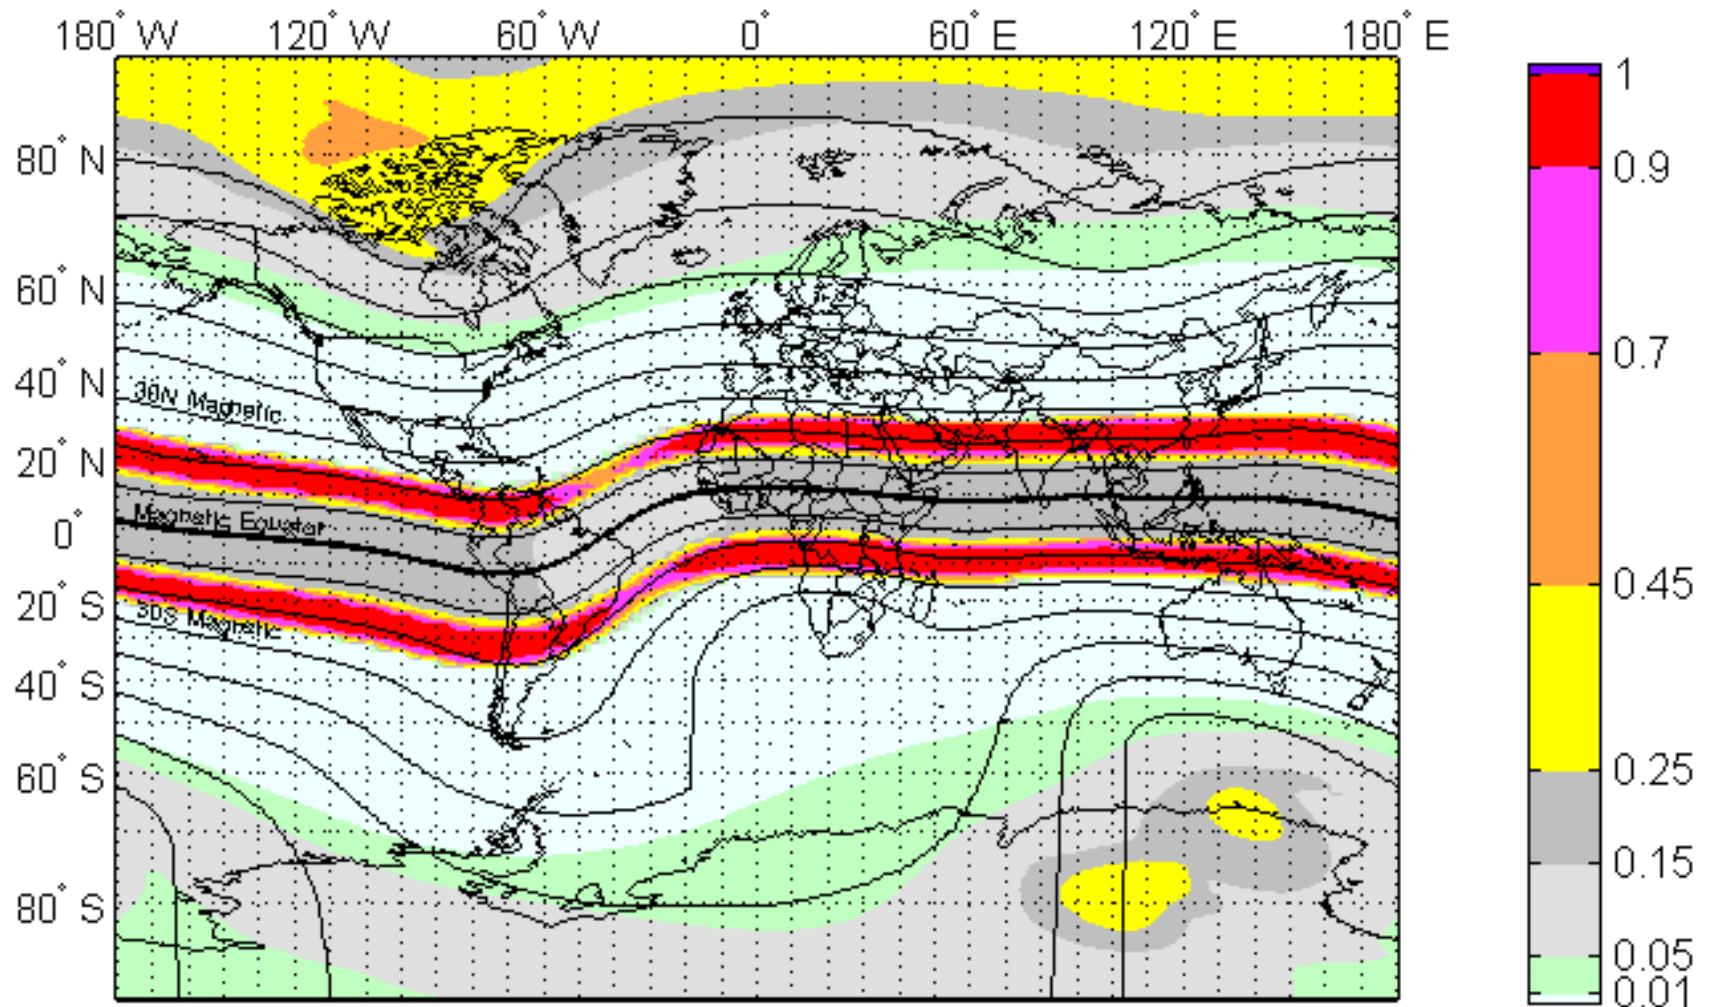 180° W 120° W 60° W 0° 60° E 120° E 180° E
80° N
60° N
40° N
20° N
0°
20° S
40° S
60° S
80° S
30N Magnetic
Magnetic Equator
30S Magnetic
1
0.9
0.7
0.45
0.25
0.15
0.05
0.01